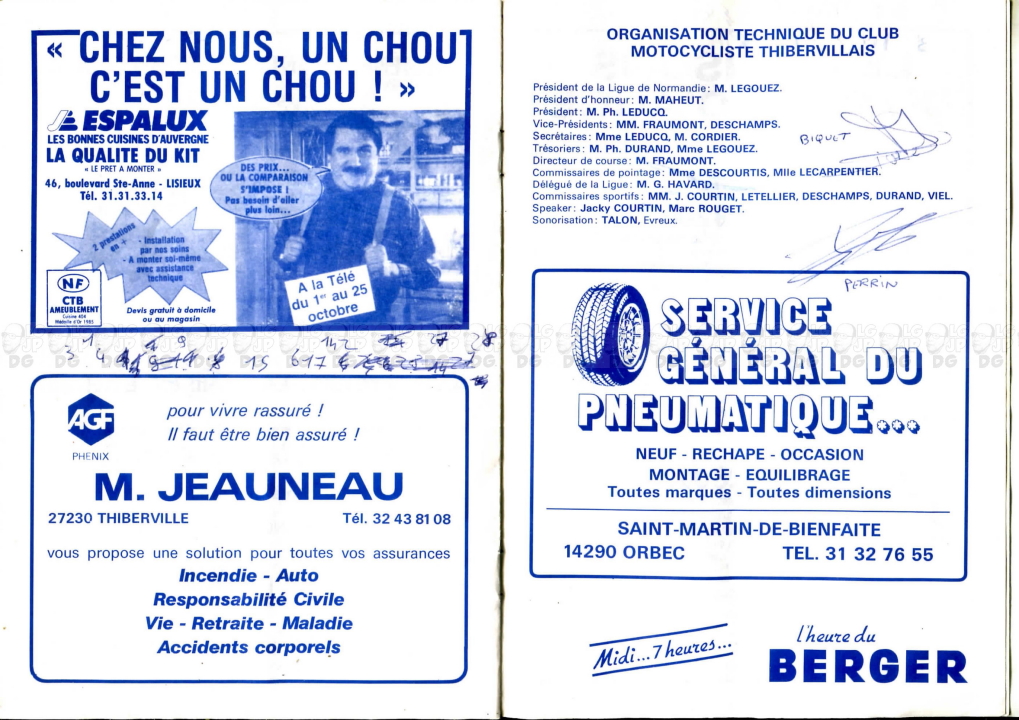 « CHEZ NOUS, UN CHOU
C'EST UN CHOU ! »
ESPALUX
LES BONNES CUISINES D'AUVERGNE
LA QUALITE DU KIT
« LE PRET A MONTER »
46, boulevard Ste-Anne - LISIEUX
Tél. 31.31.33.14
DES PRIX...
OU LA COMPARAISON
S'IMPOSE !
Pas besoin d'aller
plus loin...
2 prestations
en +
- Installation
par nos soins
- A monter soi-même
avec assistance
technique
A la Télé
du 1er au 25
octobre
NF
CTB
AMEUBLEMENT
Cuisine 404
Médaille d'Or 1985
Devis gratuit à domicile
ou au magasin
AGF
PHENIX
pour vivre rassuré !
Il faut être bien assuré !
M. JEAUNEAU
27230 THIBERVILLE Tél. 32 43 81 08
vous propose une solution pour toutes vos assurances
Incendie - Auto
Responsabilité Civile
Vie - Retraite - Maladie
Accidents corporels
ORGANISATION TECHNIQUE DU CLUB
MOTOCYCLISTE THIBERVILLAIS
Président de la Ligue de Normandie: M. LEGOUEZ.
Président d'honneur: M. MAHEUT.
Président: M. Ph. LEDUCQ.
Vice-Présidents: MM. FRAUMONT, DESCHAMPS.
Secrétaires: Mme LEDUCQ, M. CORDIER.
Trésoriers: M. Ph. DURAND, Mme LEGOUEZ.
Directeur de course: M. FRAUMONT.
Commissaires de pointage: Mme DESCOURTIS, Mlle LECARPENTIER.
Délégué de la Ligue: M. G. HAVARD.
Commissaires sportifs: MM. J. COURTIN, LETELLIER, DESCHAMPS, DURAND, VIEL.
Speaker: Jacky COURTIN, Marc ROUGET.
Sonorisation: TALON, Evreux.
BIQUET
PERRIN
SERVICE
GÉNÉRAL DU
PNEUMATIQUE...
NEUF - RECHAPE - OCCASION
MONTAGE - EQUILIBRAGE
Toutes marques - Toutes dimensions
SAINT-MARTIN-DE-BIENFAITE
14290 ORBEC TEL. 31 32 76 55
Midi... 7 heures...
l'heure du
BERGER